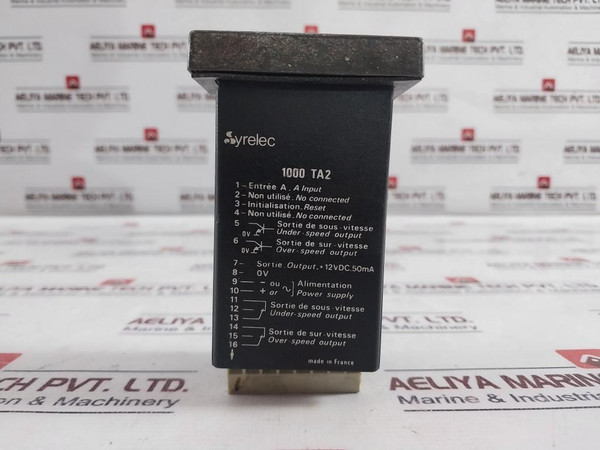 Syrelec
1000 TA2
1 – Entrée A. A Input
2 – Non utilisé. No connected
3 – Initialisation. Reset
4 – Non utilisé. No connected
5 0V Sortie de sous-vitesse
Under-speed output
6 0V Sortie de sur-vitesse
Over-speed output
7 – Sortie. Output. +12VDC.50mA
8 – 0V
9 – – ou Alimentation
10 – + or Power supply
11
12 Sortie de sous-vitesse
13 Under-speed output
14
15 Sortie de sur-vitesse
16 Over-speed output
made in France
AELIYA MARINE TECH PVT. LTD.
Marine & Industrial Automation & Engineering